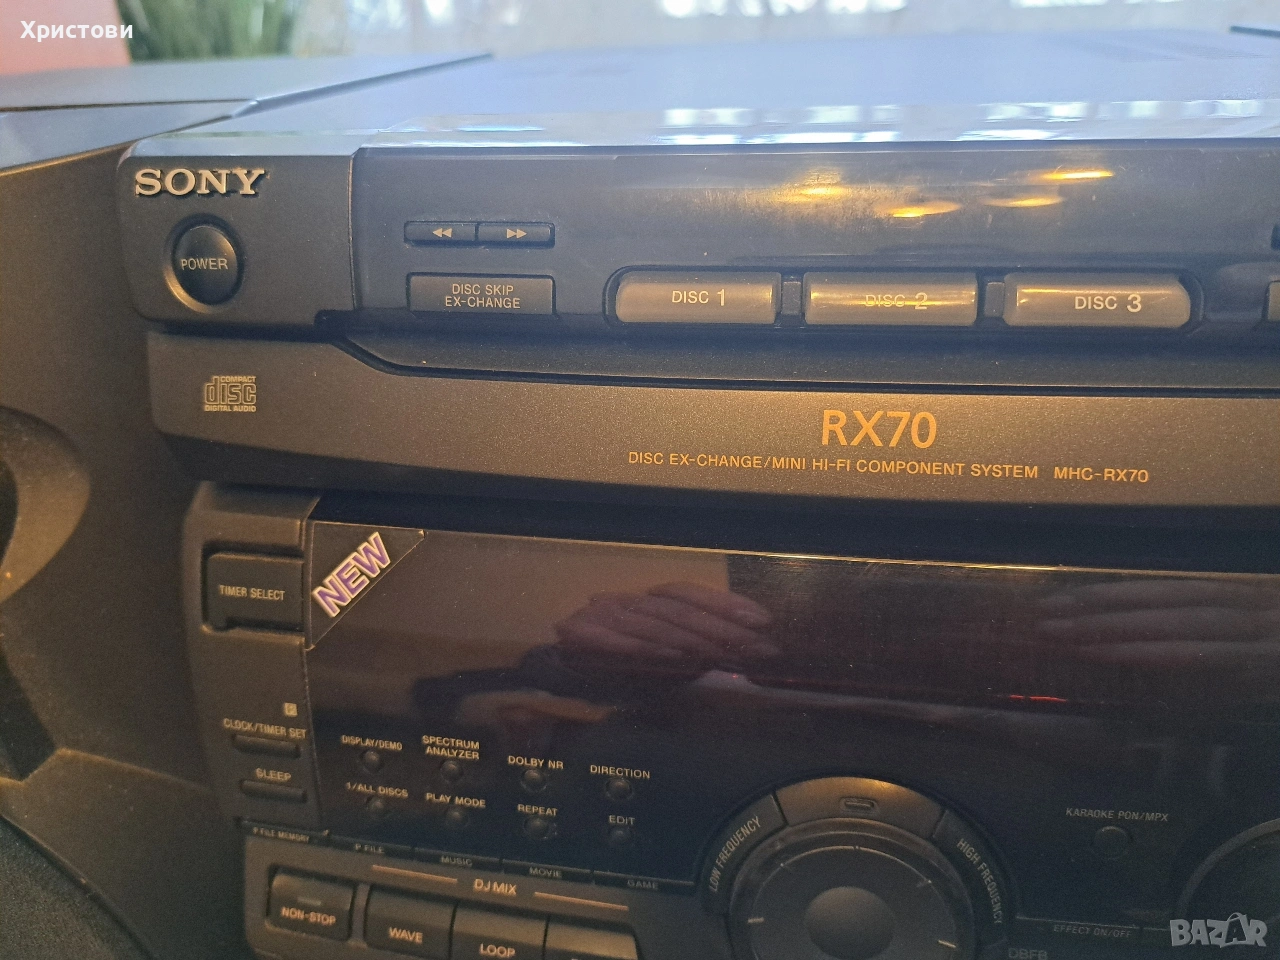 Христови
SONY
POWER
DISC SKIP
EX-CHANGE
DISC 1
DISC 2
DISC 3
COMPACT
disc
DIGITAL AUDIO
RX70
DISC EX-CHANGE/MINI HI-FI COMPONENT SYSTEM MHC-RX70
NEW
TIMER SELECT
CLOCK/TIMER SET
SLEEP
DISPLAY/DEMO
SPECTRUM
ANALYZER
DOLBY NR
DIRECTION
1/ALL DISCS
PLAY MODE
REPEAT
EDIT
KARAOKE PON/MPX
LOW FREQUENCY
HIGH FREQUENCY
P FILE MEMORY
P FILE
MUSIC
MOVIE
GAME
DJ MIX
NON-STOP
WAVE
LOOP
EFFECT ON/OFF
DBFB
BAZAR